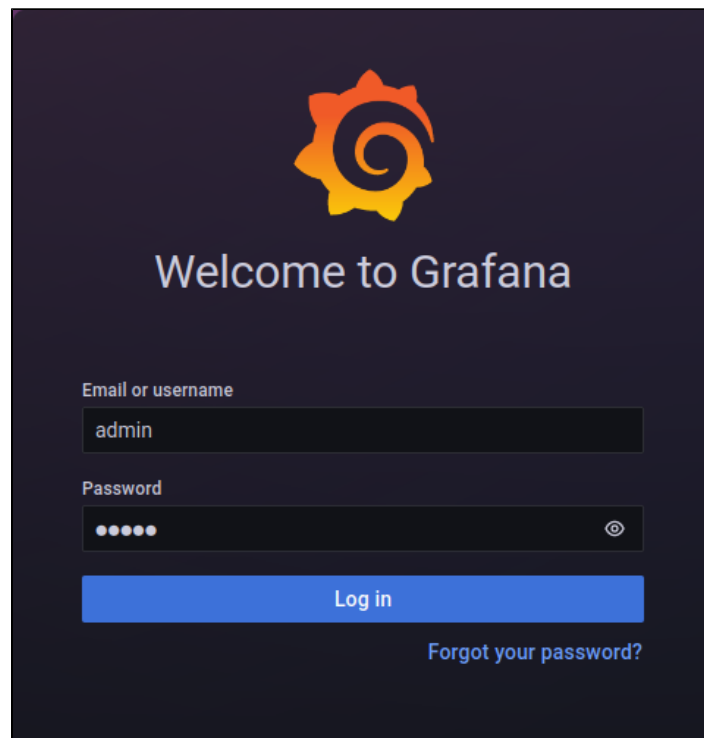 Welcome to Grafana
Email or username
admin
Password
•••••
Log in
Forgot your password?